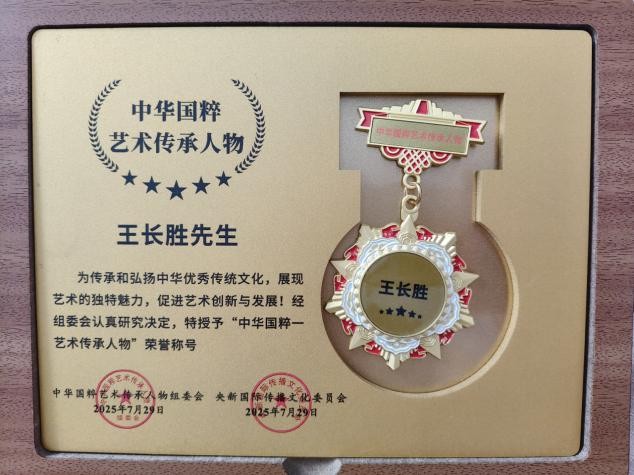 中华国粹
艺术传承人物
王长胜先生
为传承和弘扬中华优秀传统文化，展现
艺术的独特魅力，促进艺术创新与发展！经
组委会认真研究决定，特授予“中华国粹—
艺术传承人物”荣誉称号
中华国粹艺术传承人物组委会
2025年7月29日
央新国际传播文化委员会
2025年7月29日
中华国粹艺术传承人物
王长胜